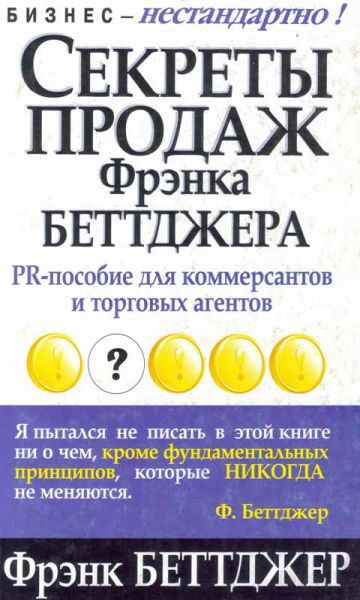 БИЗНЕС – нестандартно!
СЕКРЕТЫ
ПРОДАЖ
ФРЭНКА
БЕТТДЖЕРА
PR-пособие для коммерсантов
и торговых агентов
! ? ! ! !
Я пытался не писать в этой книге
ни о чем, кроме фундаментальных
принципов, которые НИКОГДА
не меняются.
Ф. Беттджер
Фрэнк БЕТТДЖЕР